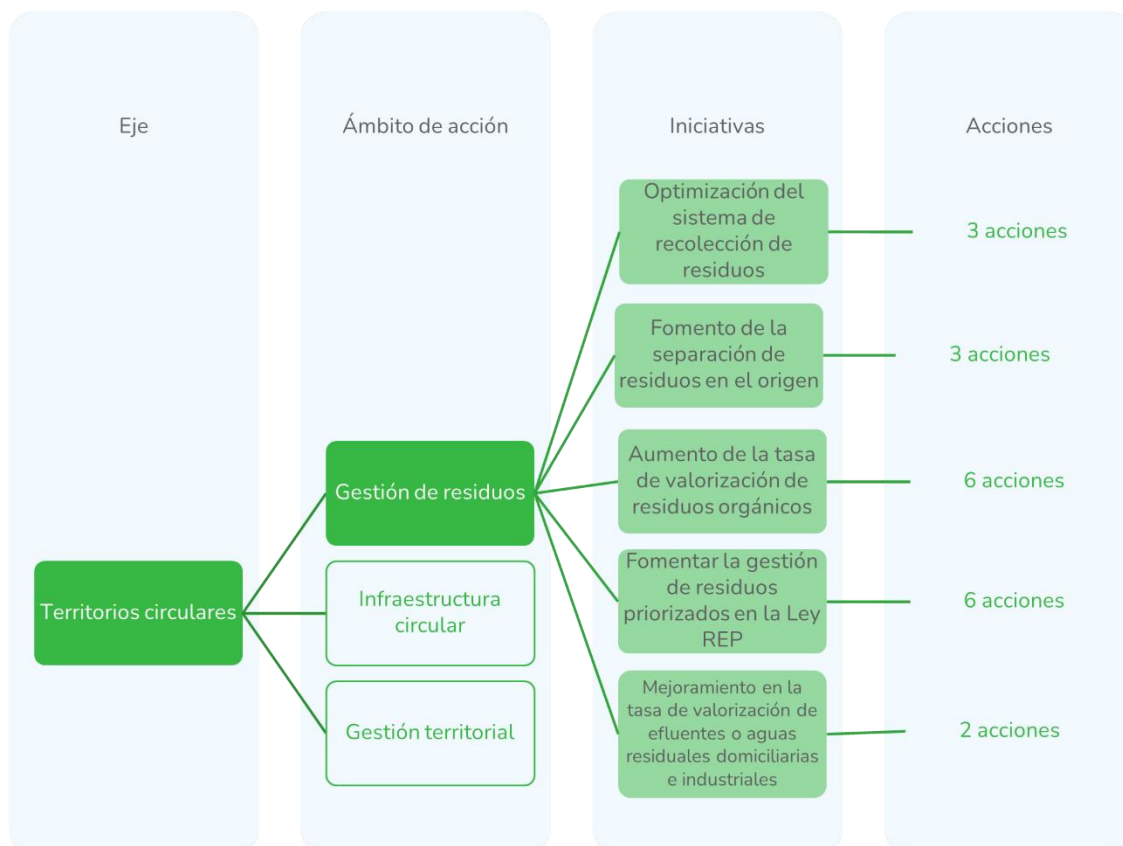 Eje
Ámbito de acción
Iniciativas
Acciones
Territorios circulares
Gestión de residuos
Infraestructura
circular
Gestión territorial
Optimización del
sistema de
recolección de
residuos
3 acciones
Fomento de la
separación de
residuos en el origen
3 acciones
Aumento de la tasa
de valorización de
residuos orgánicos
6 acciones
Fomentar la gestión
de residuos
priorizados en la Ley
REP
6 acciones
Mejoramiento en la
tasa de valorización de
efluentes o aguas
residuales domiciliarias
e industriales
2 acciones